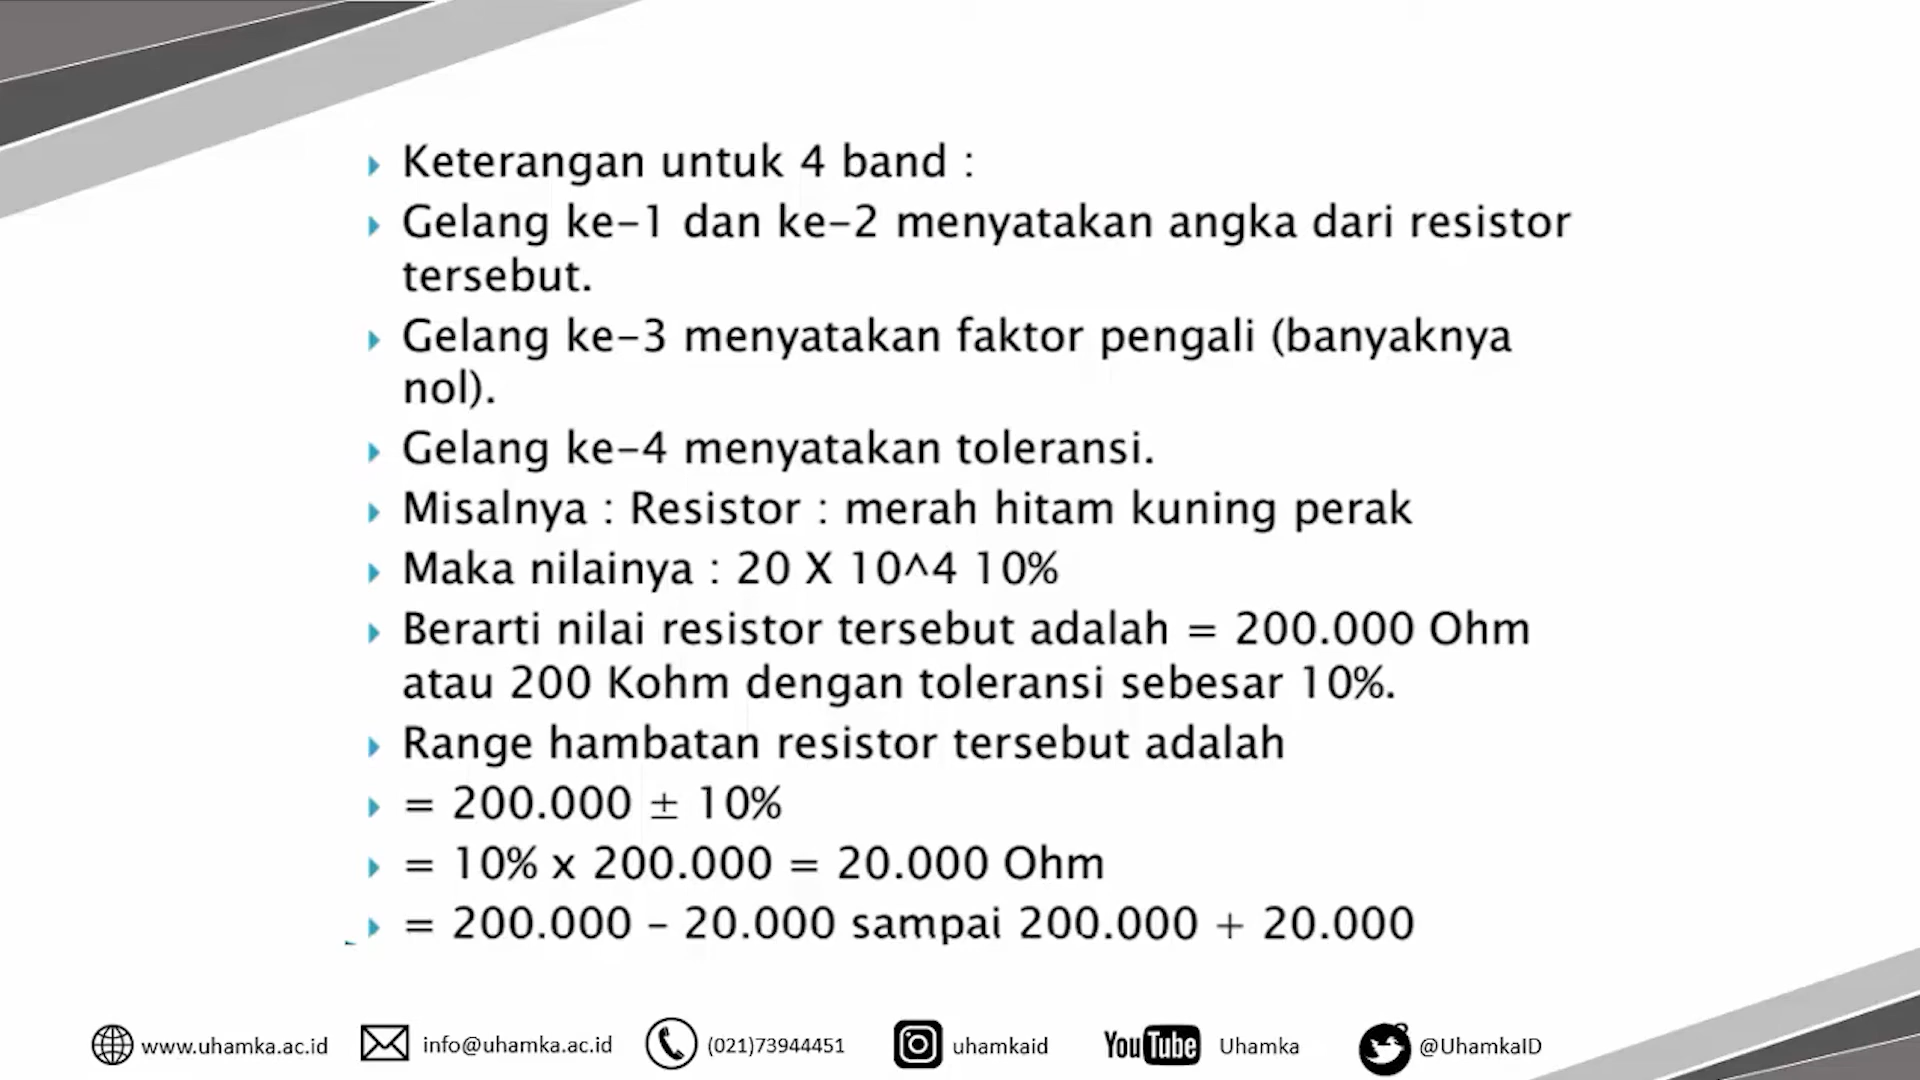 Keterangan untuk 4 band :
Gelang ke-1 dan ke-2 menyatakan angka dari resistor
tersebut.
Gelang ke-3 menyatakan faktor pengali (banyaknya
nol).
Gelang ke-4 menyatakan toleransi.
Misalnya : Resistor : merah hitam kuning perak
Maka nilainya : 20 X 10^4 10%
Berarti nilai resistor tersebut adalah = 200.000 Ohm
atau 200 Kohm dengan toleransi sebesar 10%.
Range hambatan resistor tersebut adalah
= 200.000 ± 10%
= 10% x 200.000 = 20.000 Ohm
= 200.000 – 20.000 sampai 200.000 + 20.000
www.uhamka.ac.id info@uhamka.ac.id (021)73944451 uhamkaid YouTube Uhamka @UhamkaID